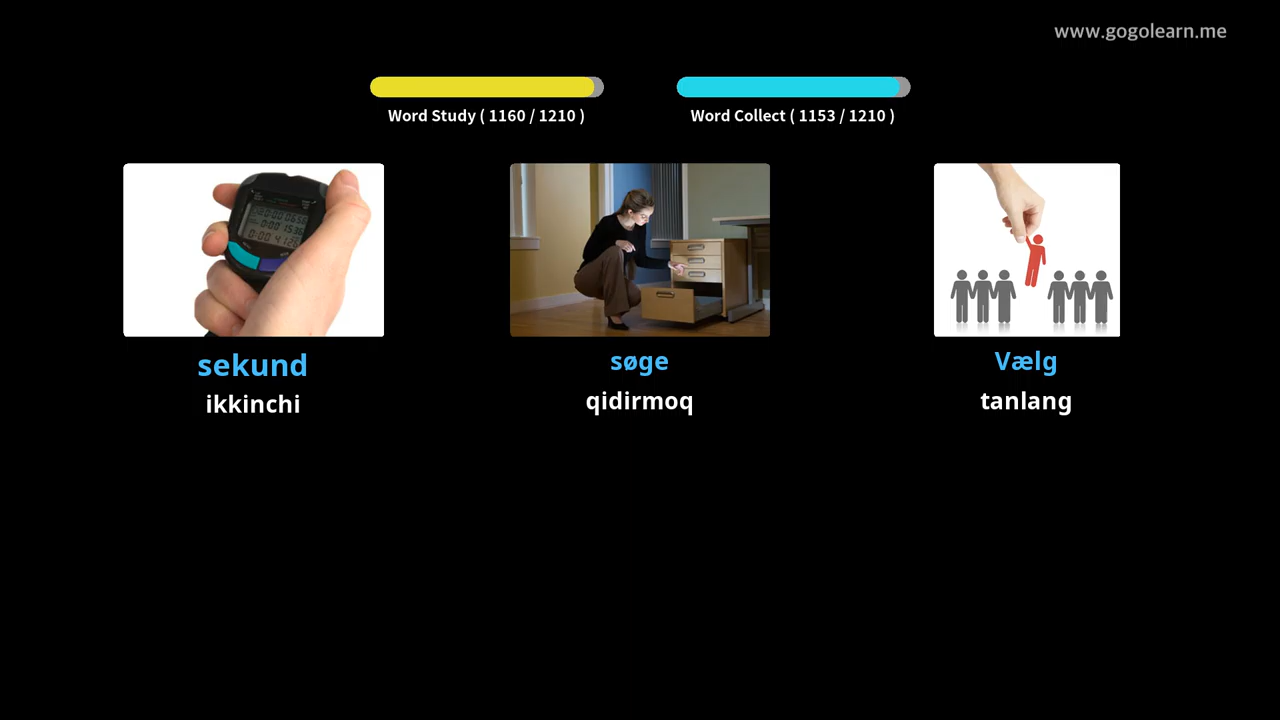 www.gogolearn.me
Word Study ( 1160 / 1210 )
Word Collect ( 1153 / 1210 )
sekund
ikkinchi
søge
qidirmoq
Vælg
tanlang